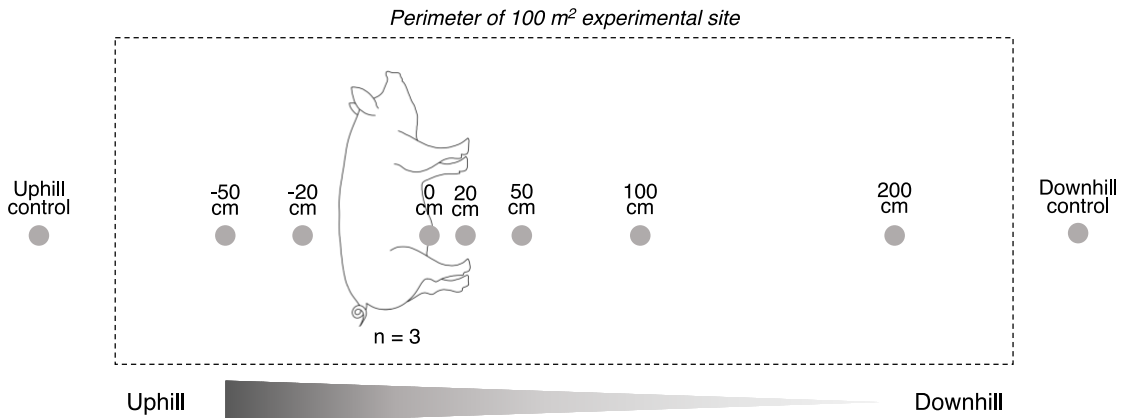 Perimeter of 100 m² experimental site
Uphill
control
-50
cm
-20
cm
0
cm
20
cm
50
cm
100
cm
200
cm
Downhill
control
n = 3
Uphill
Downhill